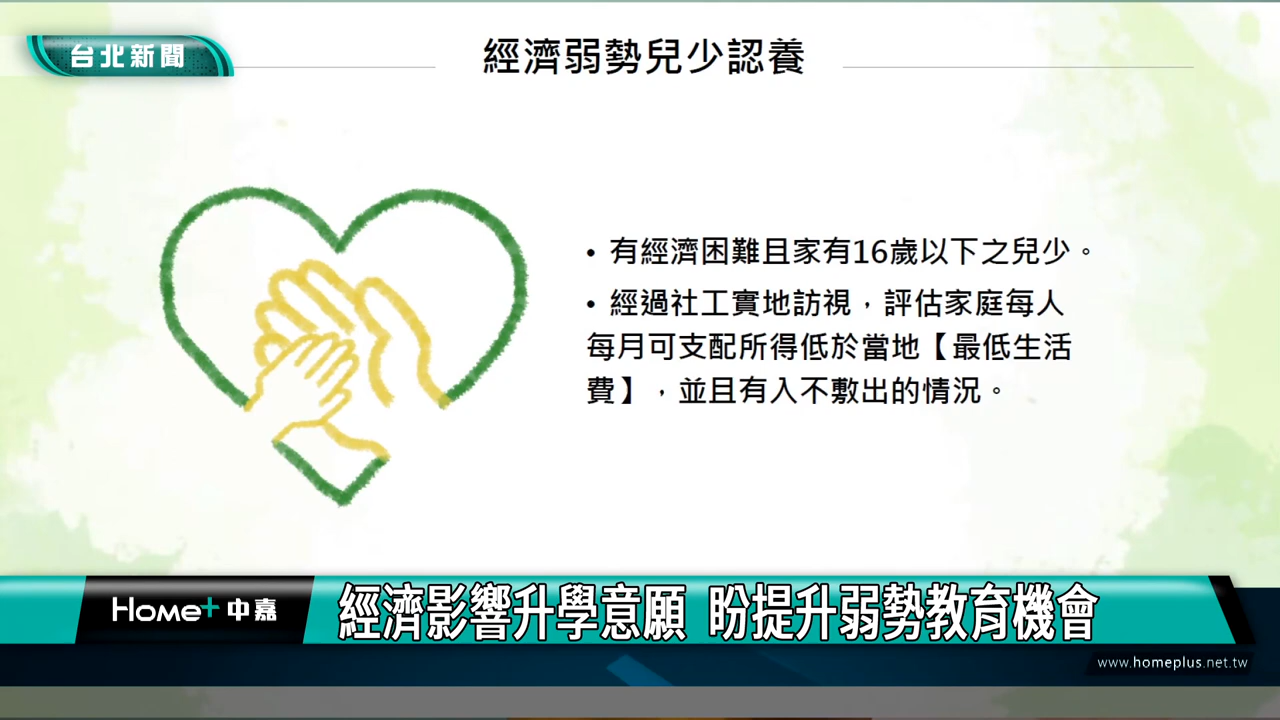 台北新聞
經濟弱勢兒少認養
• 有經濟困難且家有16歲以下之兒少。
• 經過社工實地訪視，評估家庭每人
每月可支配所得低於當地【最低生活
費】，並且有入不敷出的情況。
Home+中嘉
經濟影響升學意願 盼提升弱勢教育機會
www.homeplus.net.tw